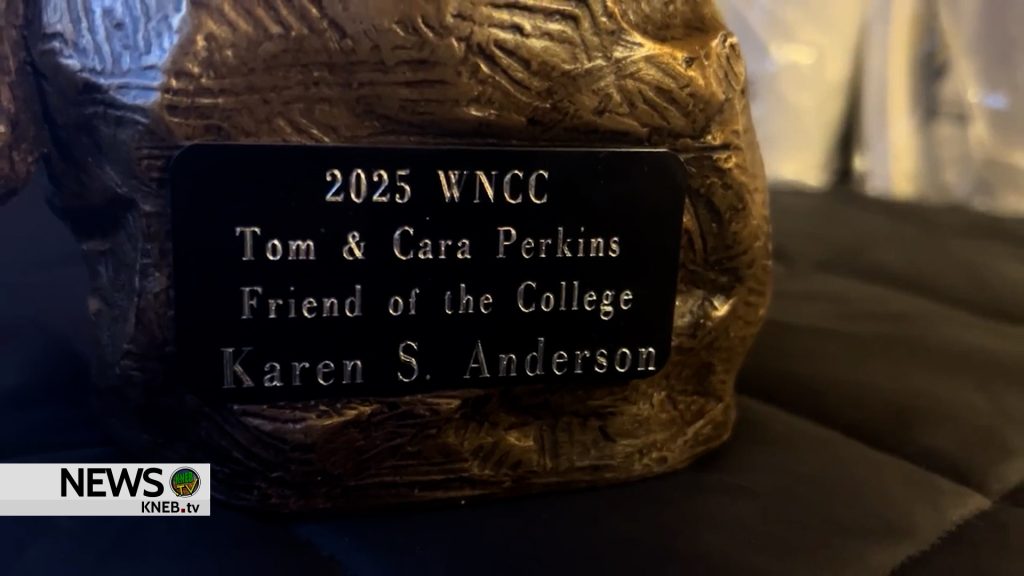 2025 WNCC
Tom & Cara Perkins
Friend of the College
Karen S. Anderson
NEWS
KNEB.tv